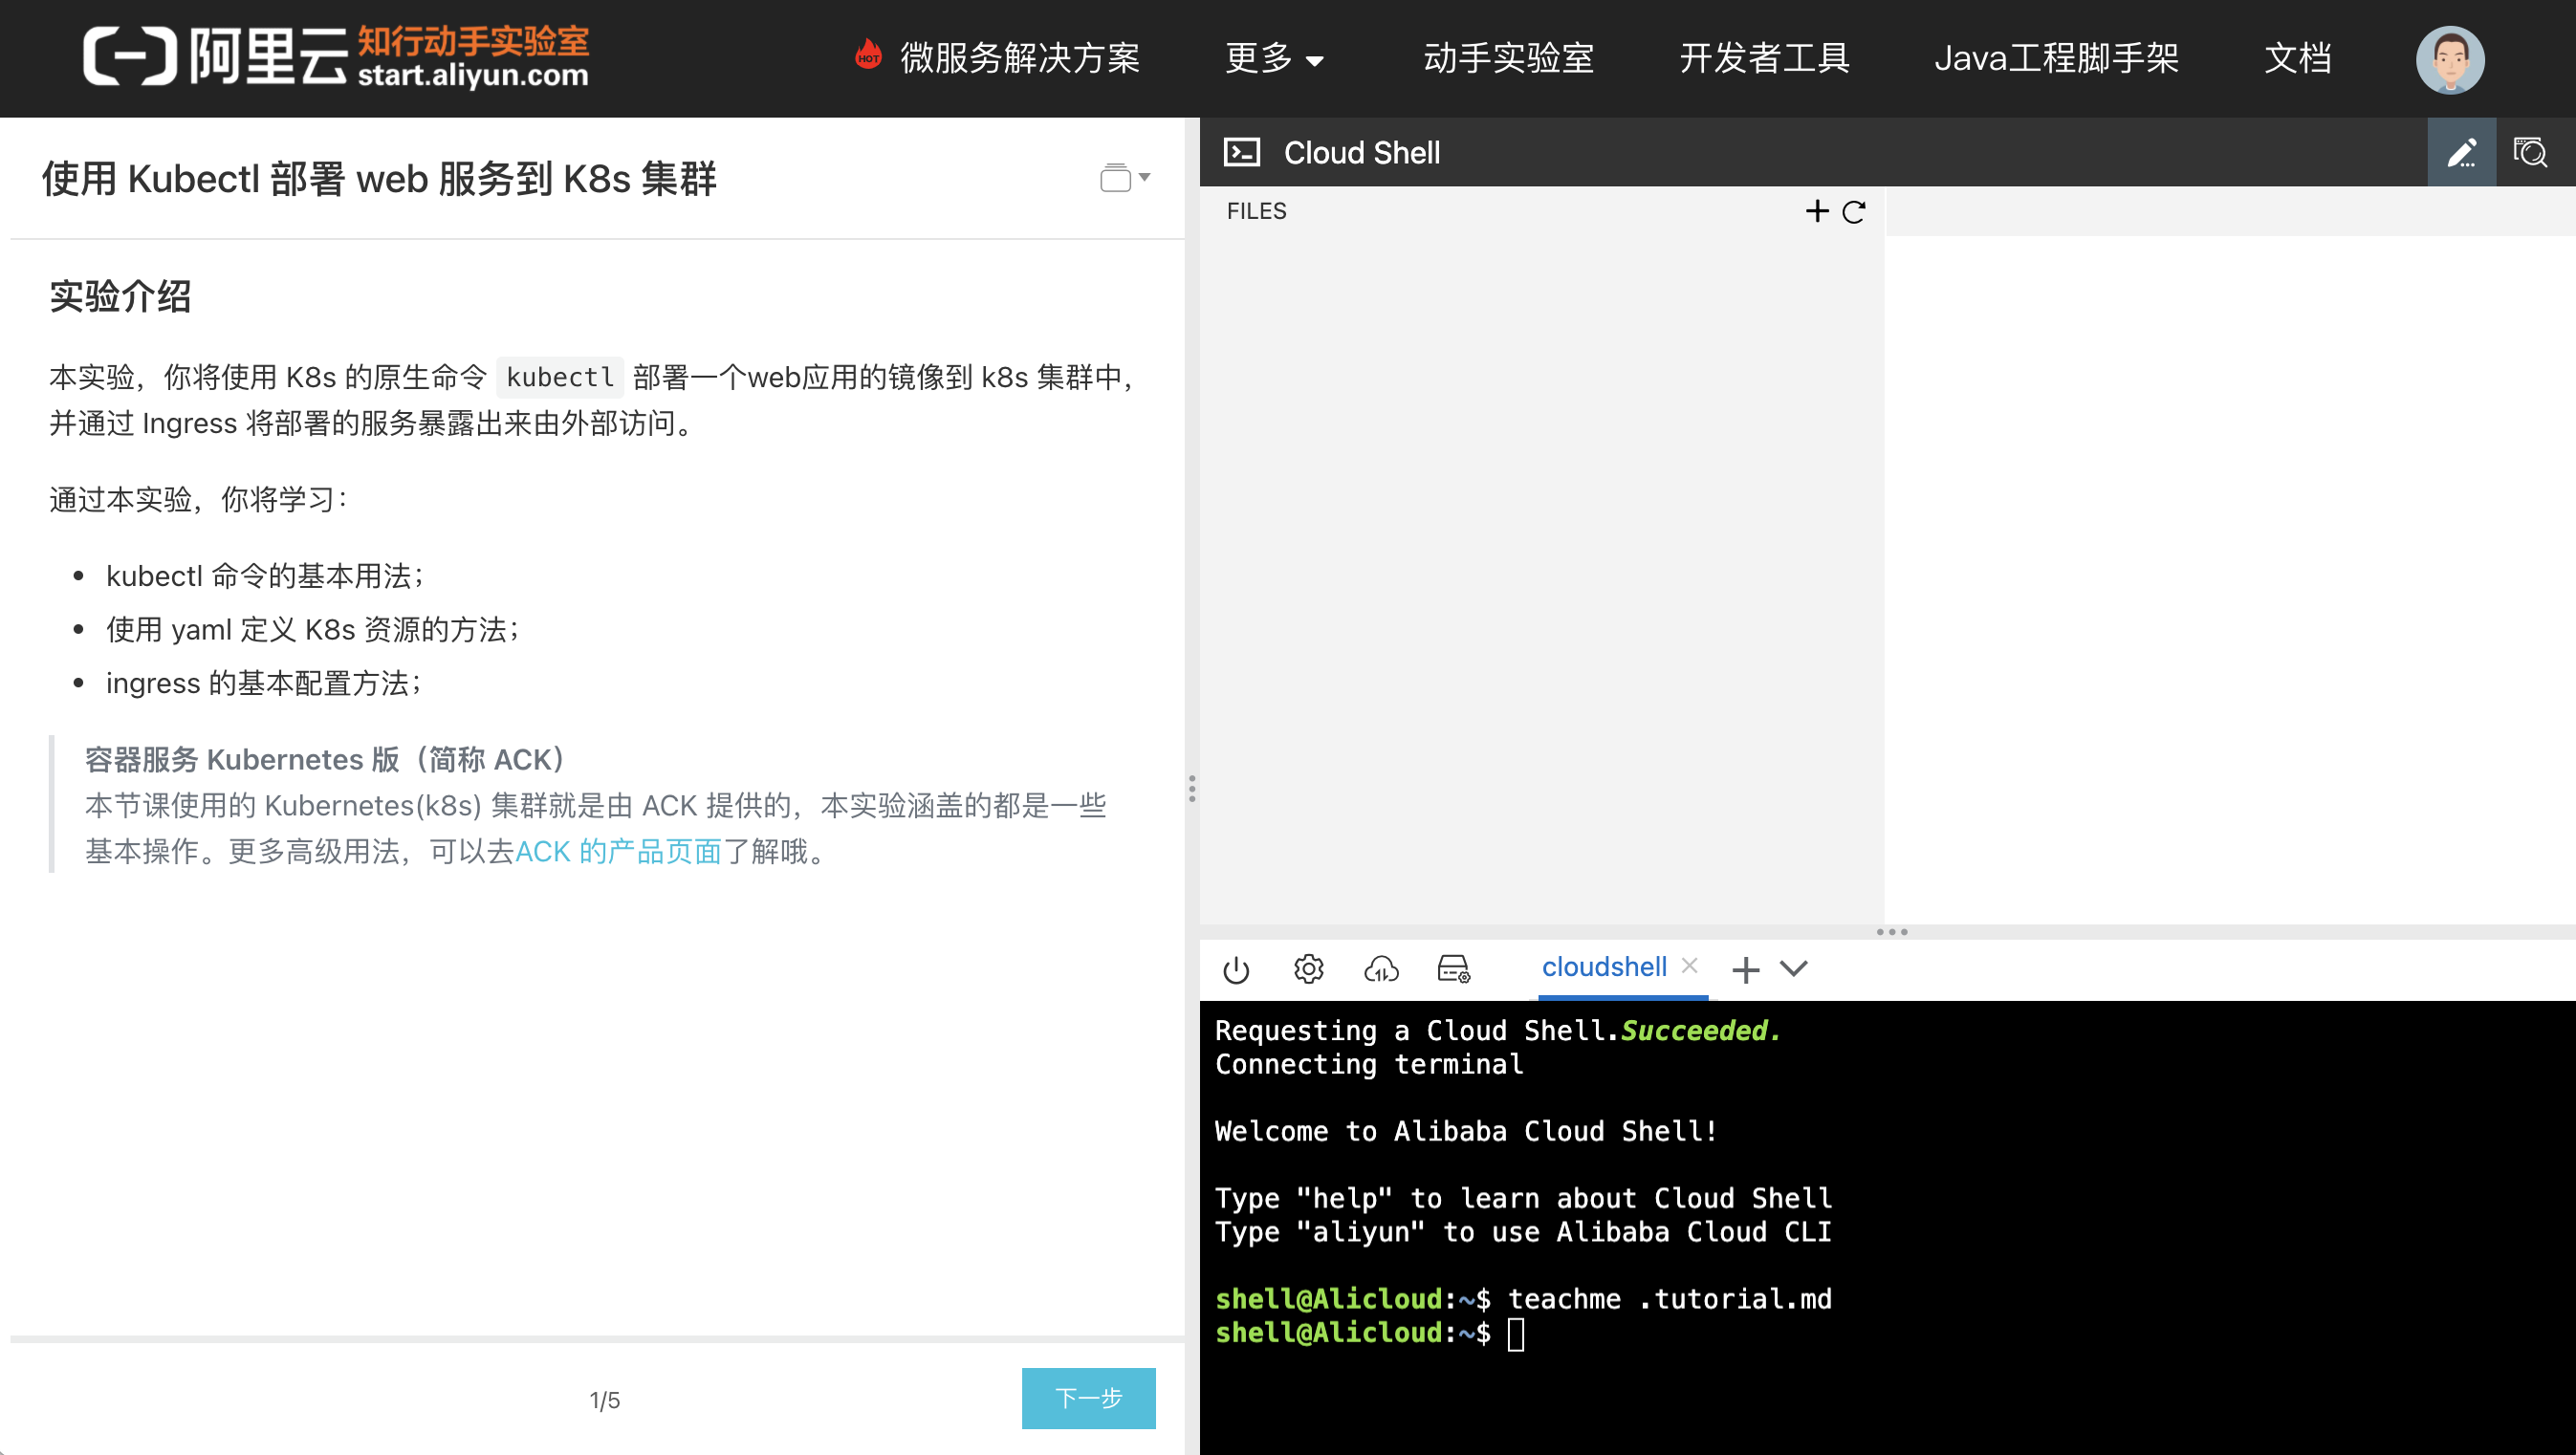 阿里云
知行动手实验室
start.aliyun.com
HOT
微服务解决方案
更多
动手实验室
开发者工具
Java工程脚手架
文档
使用 Kubectl 部署 web 服务到 K8s 集群
实验介绍
本实验，你将使用 K8s 的原生命令 kubectl 部署一个web应用的镜像到 k8s 集群中，
并通过 Ingress 将部署的服务暴露出来由外部访问。
通过本实验，你将学习：
kubectl 命令的基本用法；
使用 yaml 定义 K8s 资源的方法；
ingress 的基本配置方法；
容器服务 Kubernetes 版（简称 ACK）
本节课使用的 Kubernetes(k8s) 集群就是由 ACK 提供的，本实验涵盖的都是一些
基本操作。更多高级用法，可以去ACK 的产品页面了解哦。
1/5
下一步
Cloud Shell
FILES
cloudshell
Requesting a Cloud Shell.Succeeded.
Connecting terminal
Welcome to Alibaba Cloud Shell!
Type "help" to learn about Cloud Shell
Type "aliyun" to use Alibaba Cloud CLI
shell@Alicloud:~$ teachme .tutorial.md
shell@Alicloud:~$